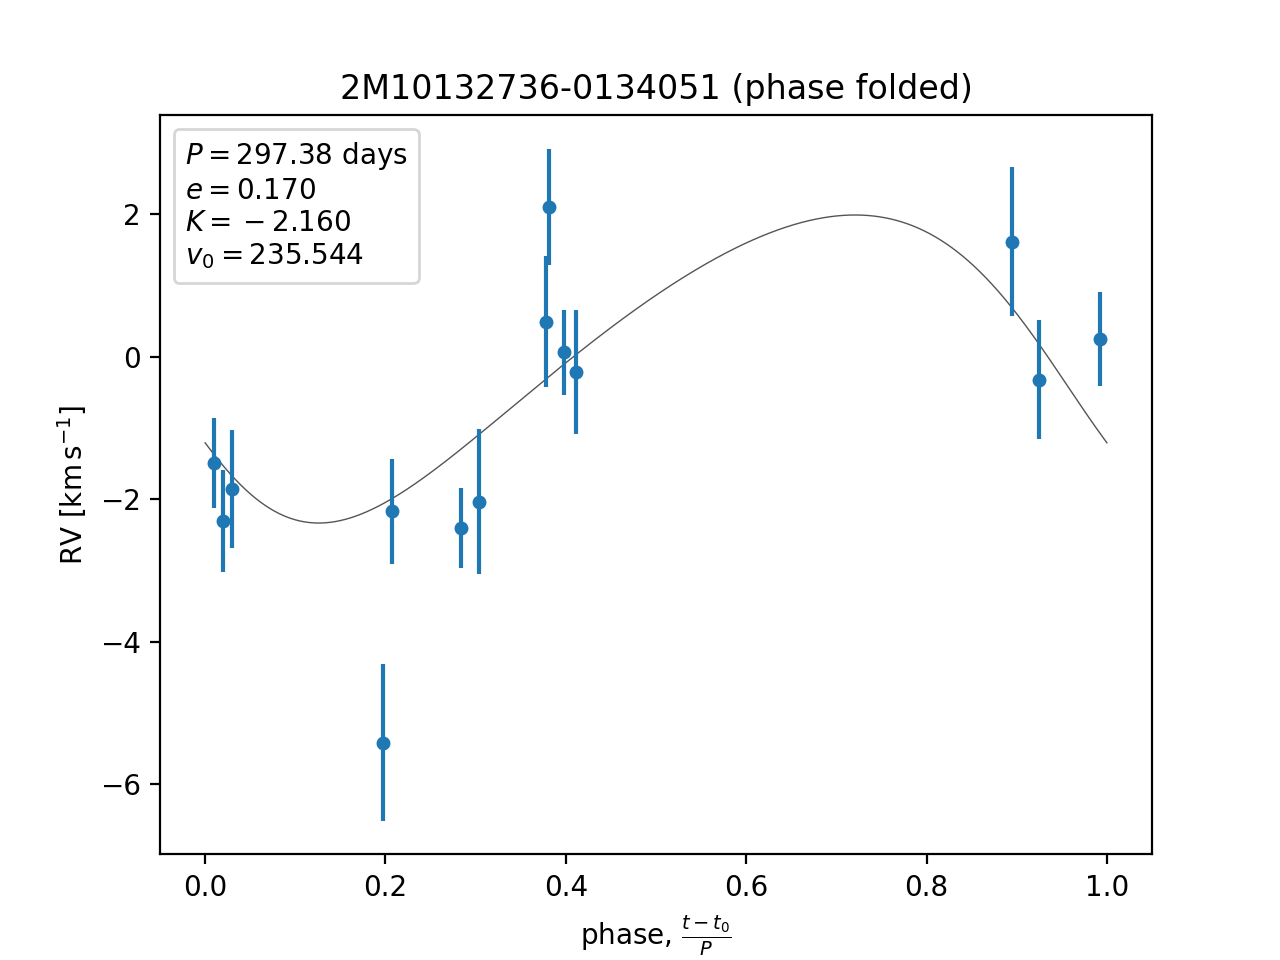 2M10132736-0134051 (phase folded)
P = 297.38 days
e = 0.170
K = −2.160
v₀ = 235.544
2
0
−2
−4
−6
RV [km s⁻¹]
0.0 0.2 0.4 0.6 0.8 1.0
phase, (t − t₀)/P